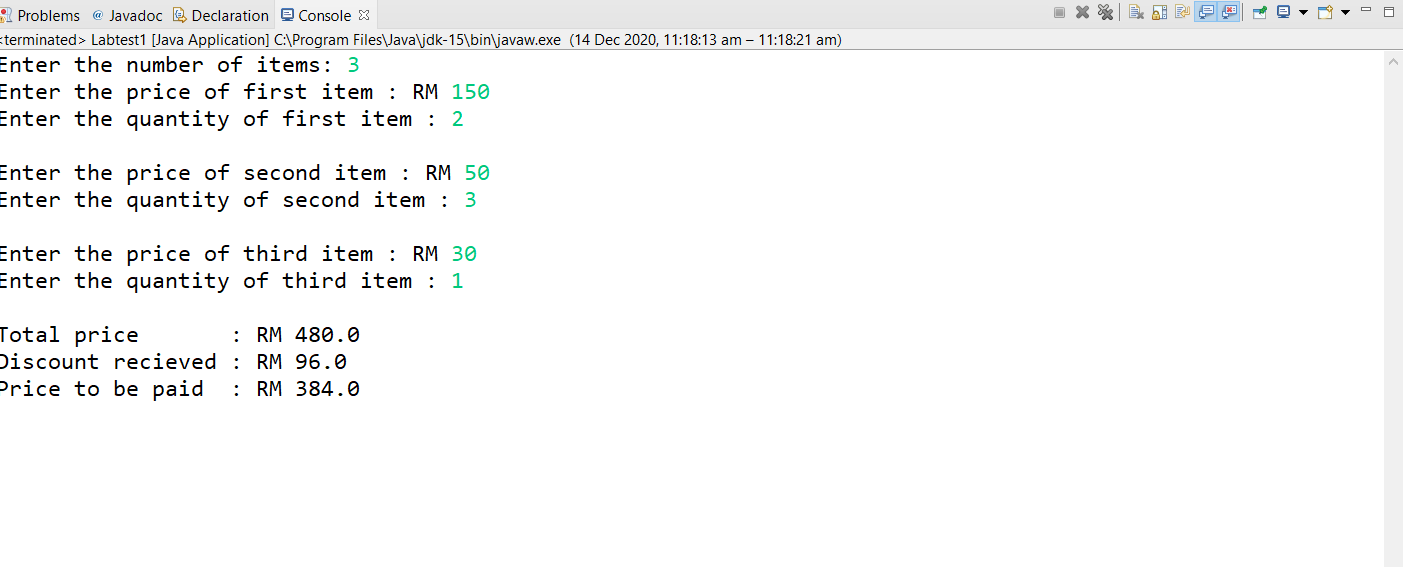 Problems @ Javadoc Declaration Console
<terminated> Labtest1 [Java Application] C:\Program Files\Java\jdk-15\bin\javaw.exe (14 Dec 2020, 11:18:13 am – 11:18:21 am)
Enter the number of items: 3
Enter the price of first item : RM 150
Enter the quantity of first item : 2
Enter the price of second item : RM 50
Enter the quantity of second item : 3
Enter the price of third item : RM 30
Enter the quantity of third item : 1
Total price       : RM 480.0
Discount recieved : RM 96.0
Price to be paid  : RM 384.0